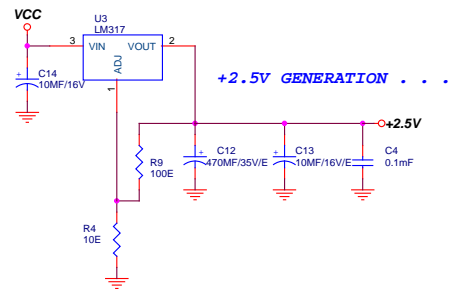 VCC
U3
LM317
3
VIN
VOUT
2
ADJ
1
+
C14
10MF/16V
+2.5V GENERATION . . .
+2.5V
R9
100E
+
C12
470MF/35V/E
+
C13
10MF/16V/E
C4
0.1mF
R4
10E